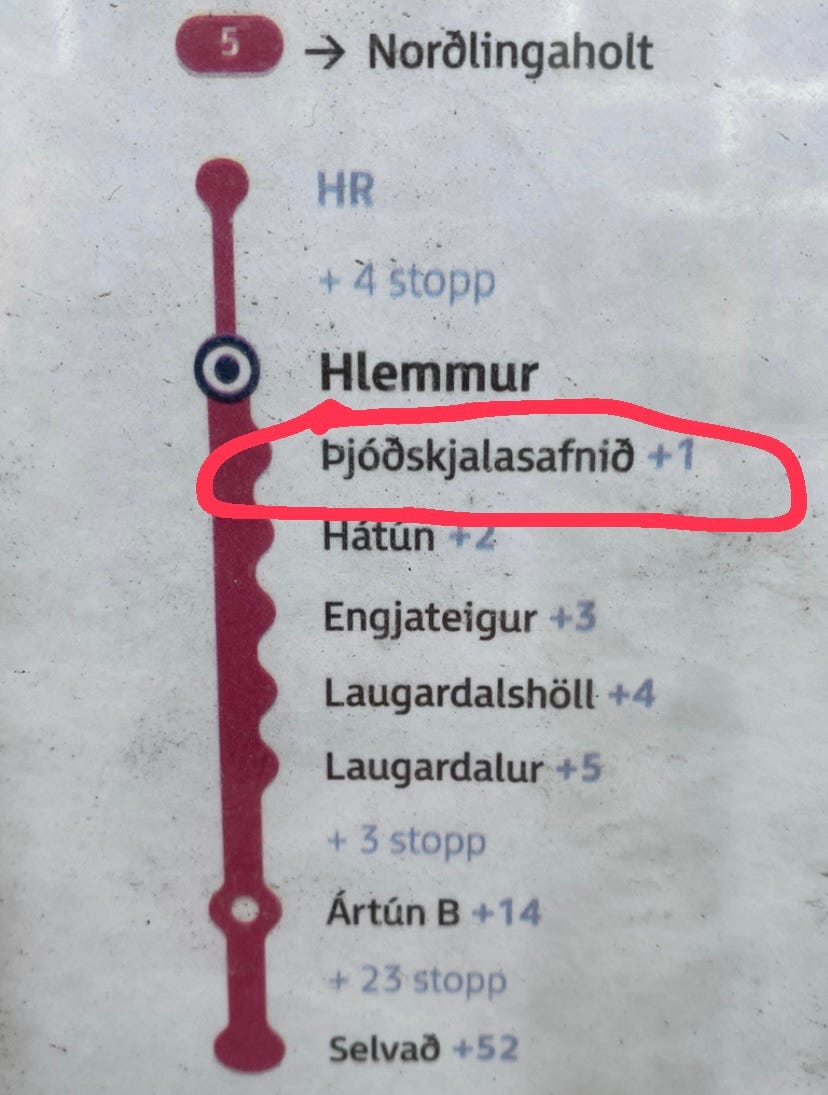 5 → Norðlingaholt
HR
+ 4 stopp
Hlemmur
Þjóðskjalasafnið +1
Hátún +2
Engjateigur +3
Laugardalshöll +4
Laugardalur +5
+ 3 stopp
Ártún B +14
+ 23 stopp
Selvað +52